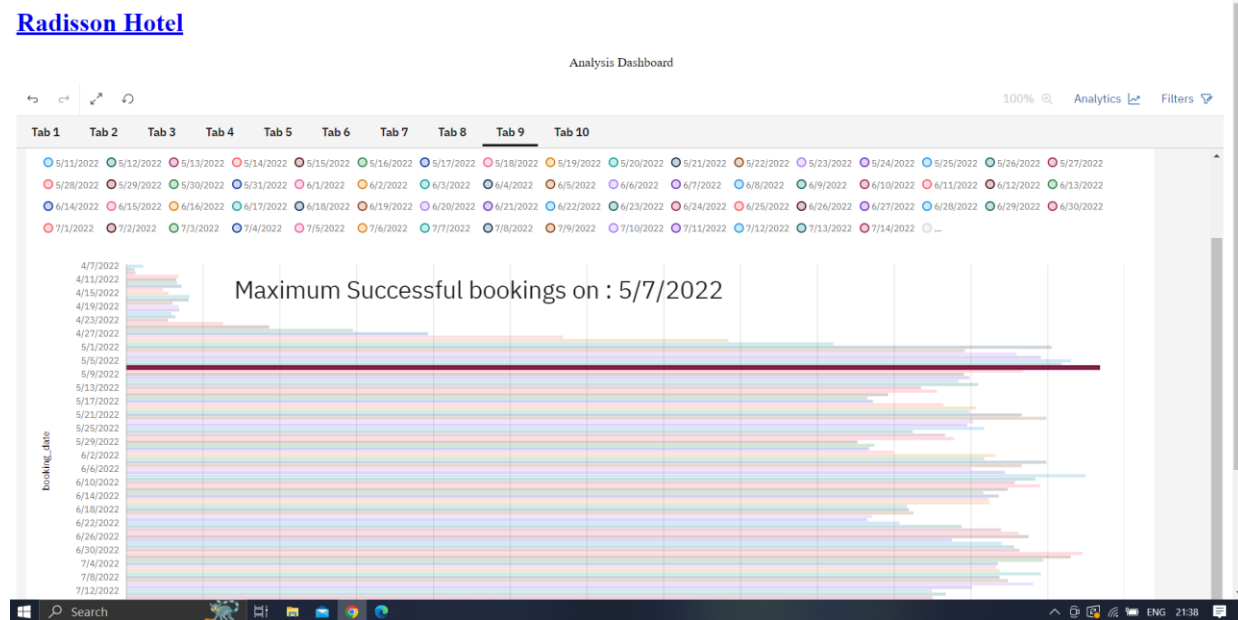 Radisson Hotel
Analysis Dashboard
100% Analytics Filters
Tab 1 Tab 2 Tab 3 Tab 4 Tab 5 Tab 6 Tab 7 Tab 8 Tab 9 Tab 10
5/11/2022 5/12/2022 5/13/2022 5/14/2022 5/15/2022 5/16/2022 5/17/2022 5/18/2022 5/19/2022 5/20/2022 5/21/2022 5/22/2022 5/23/2022 5/24/2022 5/25/2022 5/26/2022 5/27/2022
5/28/2022 5/29/2022 5/30/2022 5/31/2022 6/1/2022 6/2/2022 6/3/2022 6/4/2022 6/5/2022 6/6/2022 6/7/2022 6/8/2022 6/9/2022 6/10/2022 6/11/2022 6/12/2022 6/13/2022
6/14/2022 6/15/2022 6/16/2022 6/17/2022 6/18/2022 6/19/2022 6/20/2022 6/21/2022 6/22/2022 6/23/2022 6/24/2022 6/25/2022 6/26/2022 6/27/2022 6/28/2022 6/29/2022 6/30/2022
7/1/2022 7/2/2022 7/3/2022 7/4/2022 7/5/2022 7/6/2022 7/7/2022 7/8/2022 7/9/2022 7/10/2022 7/11/2022 7/12/2022 7/13/2022 7/14/2022 ...
Maximum Successful bookings on : 5/7/2022
booking_date
4/7/2022
4/11/2022
4/15/2022
4/19/2022
4/23/2022
4/27/2022
5/1/2022
5/5/2022
5/9/2022
5/13/2022
5/17/2022
5/21/2022
5/25/2022
5/29/2022
6/2/2022
6/6/2022
6/10/2022
6/14/2022
6/18/2022
6/22/2022
6/26/2022
6/30/2022
7/4/2022
7/8/2022
7/12/2022
Search ENG 21:38